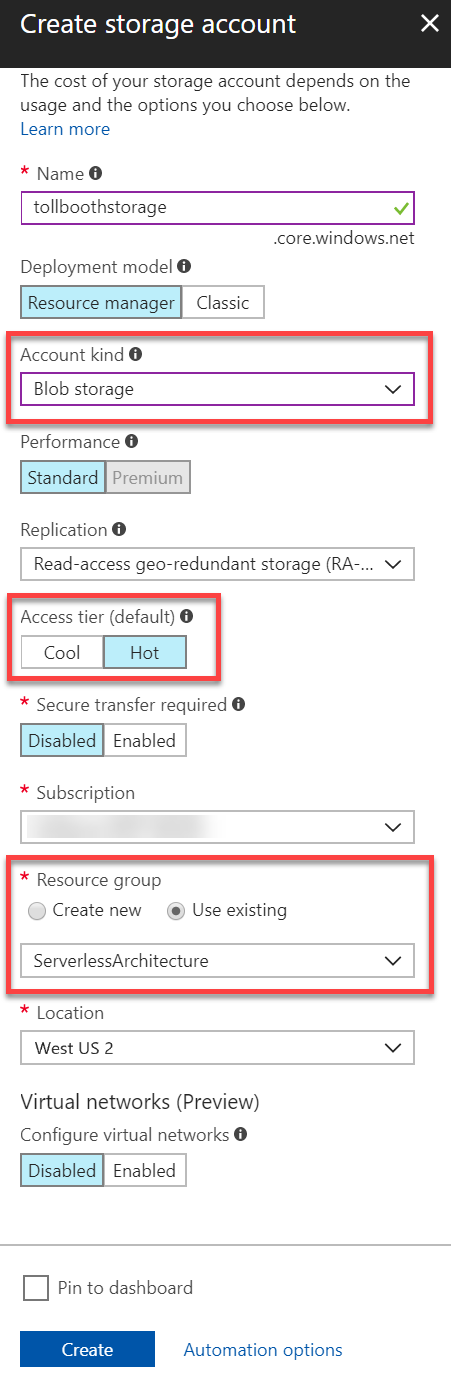 Create storage account
The cost of your storage account depends on the
usage and the options you choose below.
Learn more
* Name
tollboothstorage
.core.windows.net
Deployment model
Resource manager Classic
Account kind
Blob storage
Performance
Standard Premium
Replication
Read-access geo-redundant storage (RA-...
Access tier (default)
Cool Hot
* Secure transfer required
Disabled Enabled
* Subscription
* Resource group
Create new Use existing
ServerlessArchitecture
* Location
West US 2
Virtual networks (Preview)
Configure virtual networks
Disabled Enabled
Pin to dashboard
Create Automation options